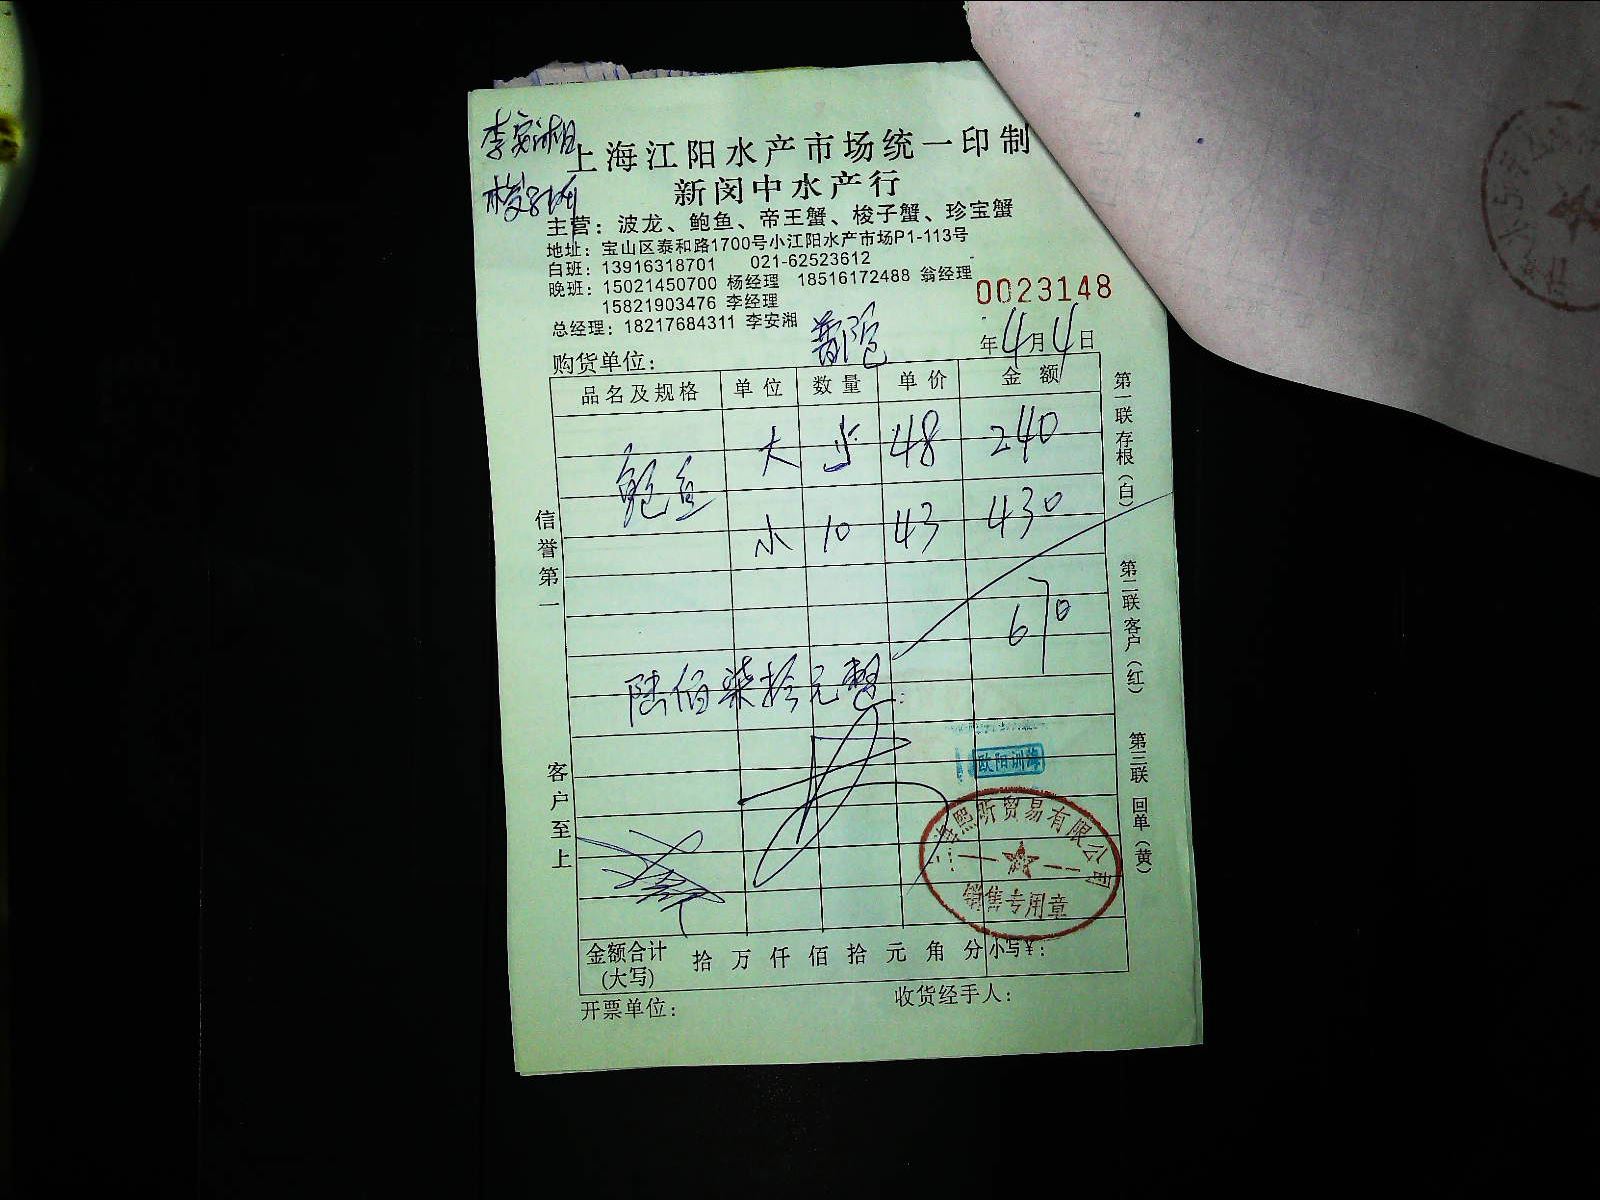 李安湘
上海江阳水产市场统一印制
新闵中水产行
主营：波龙、鲍鱼、帝王蟹、梭子蟹、珍宝蟹
地址：宝山区泰和路1700号小江阳水产市场P1-113号
白班：13916318701 021-62523612
晚班：15021450700 杨经理 18516172488 翁经理
15821903476 李经理
0023148
总经理：18217684311 李安湘
购货单位： 普陀 年4月4日
品名及规格 单位 数量 单价 金额
鲍鱼 大 5 48 240
小 10 43 430
670
陆佰柒拾元整
欧阳训海
海熙昕贸易有限公司
销售专用章
金额合计(大写) 拾 万 仟 佰 拾 元 角 分 小写¥：
开票单位： 收货经手人：
信誉第一
客户至上
第一联 存根（白）
第二联 客户（红）
第三联 回单（黄）